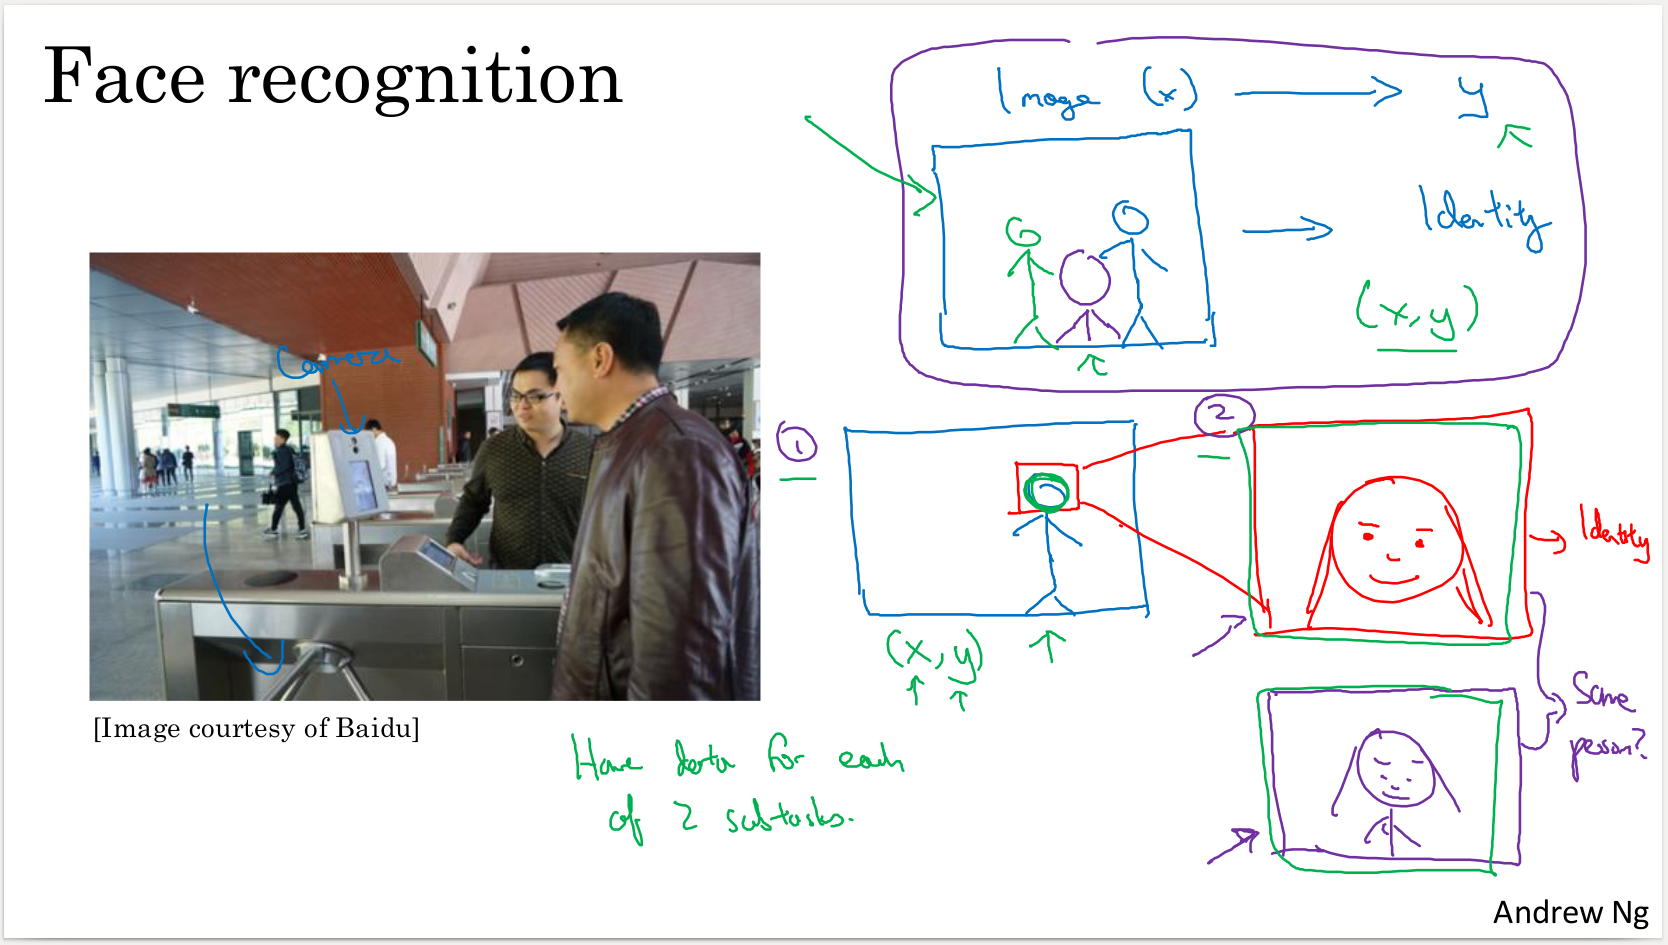 Face recognition
Image (x) → y
Identity
(x,y)
Camera
1
2
Identity
(x, y)
Same
person?
[Image courtesy of Baidu]
Have data for each
of 2 subtasks.
Andrew Ng